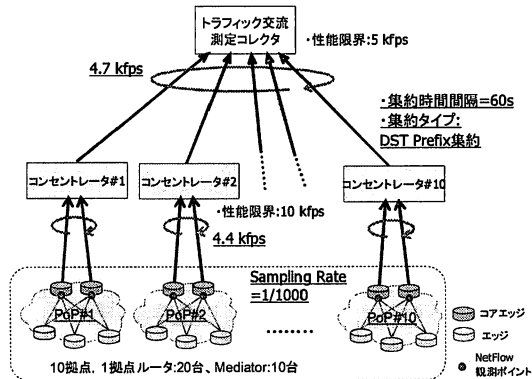 トラフィック交流
測定コレクタ
・性能限界:5 kfps
4.7 kfps
・集約時間間隔=60s
・集約タイプ:
DST Prefix集約
コンセントレータ#1
コンセントレータ#2
コンセントレータ#10
・性能限界:10 kfps
4.4 kfps
Sampling Rate
=1/1000
PoP#1
PoP#2
PoP#10
コアエッジ
エッジ
NetFlow
観測ポイント
10拠点, 1拠点ルータ:20台、Mediator:10台